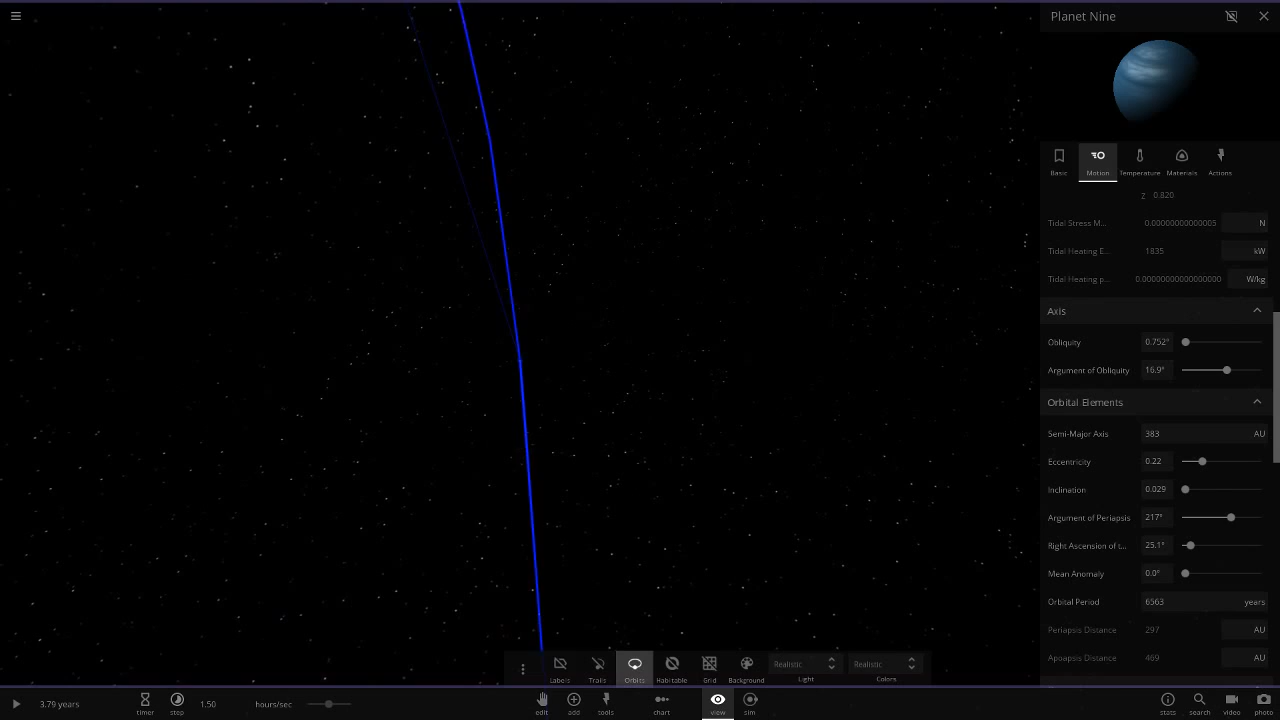 Planet Nine
Basic Motion Temperature Materials Actions
z 0.820
Tidal Stress M... 0.00000000000005 N
Tidal Heating E... 1835 kW
Tidal Heating p... 0.0000000000000000 W/kg
Axis
Obliquity 0.752°
Argument of Obliquity 16.9°
Orbital Elements
Semi-Major Axis 383 AU
Eccentricity 0.22
Inclination 0.029
Argument of Periapsis 217°
Right Ascension of t... 25.1°
Mean Anomaly 0.0°
Orbital Period 6563 years
Periapsis Distance 297 AU
Apoapsis Distance 469 AU
Labels Trails Orbits Habitable Grid Background Realistic Light Realistic Colors
3.79 years timer step 1.50 hours/sec edit add tools chart view sim stats search video photo